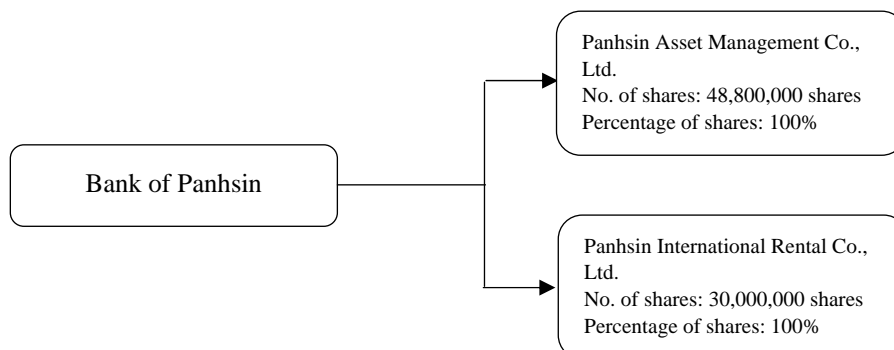 Panhsin Asset Management Co.,
Ltd.
No. of shares: 48,800,000 shares
Percentage of shares: 100%
Bank of Panhsin
Panhsin International Rental Co.,
Ltd.
No. of shares: 30,000,000 shares
Percentage of shares: 100%